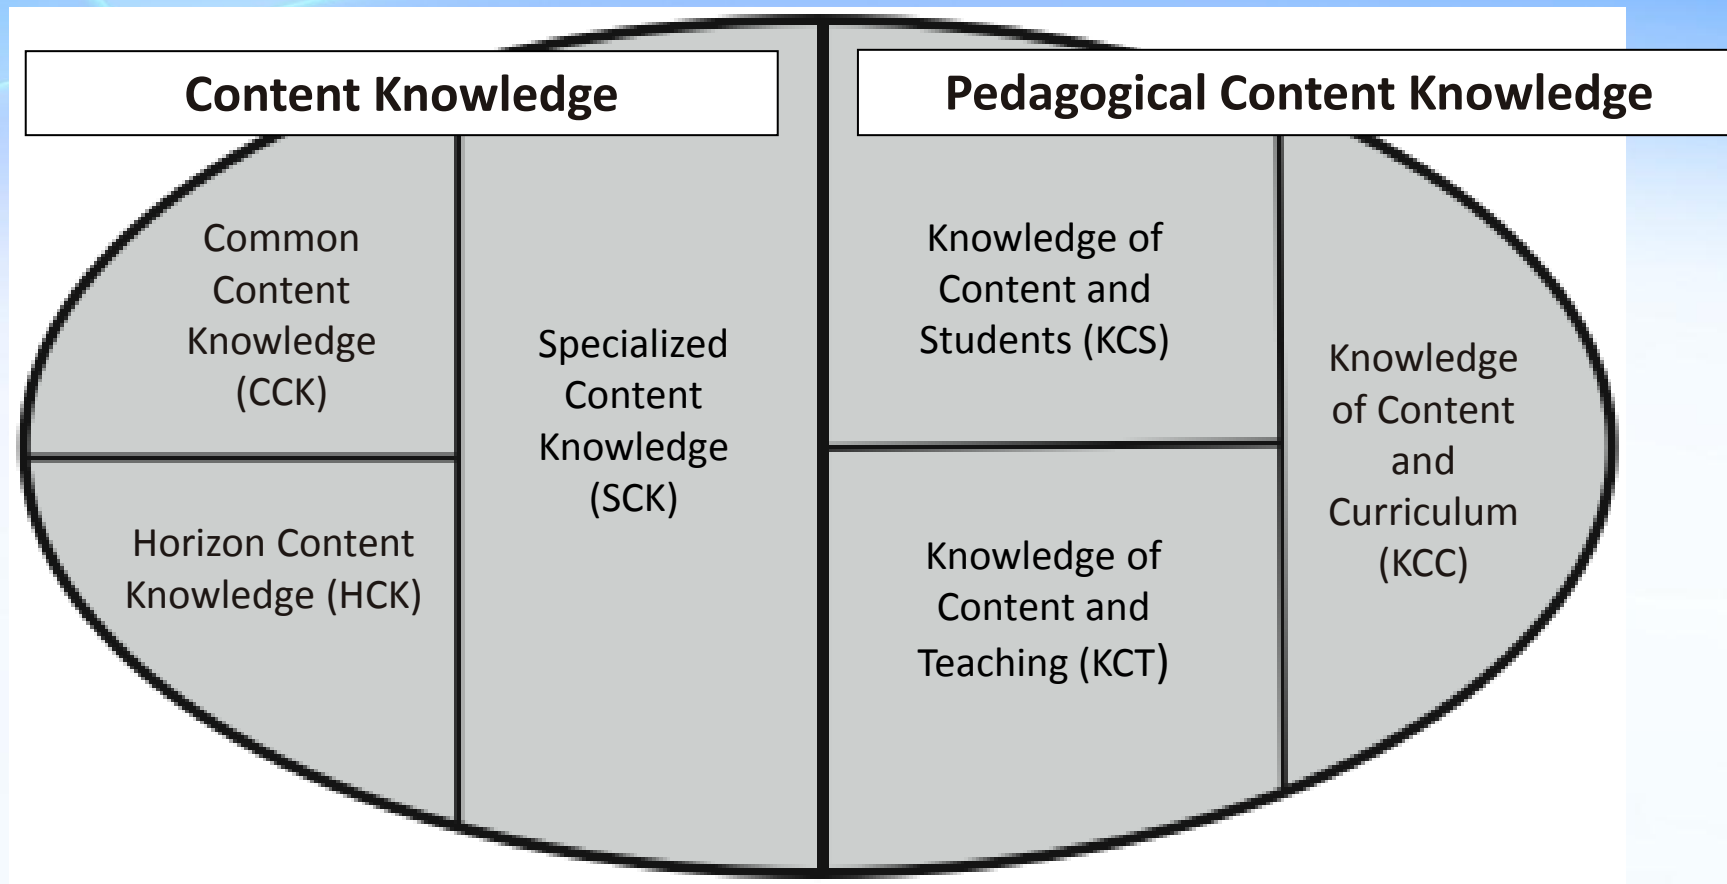 Content Knowledge
Pedagogical Content Knowledge
Common
Content
Knowledge
(CCK)
Horizon Content
Knowledge (HCK)
Specialized
Content
Knowledge
(SCK)
Knowledge of
Content and
Students (KCS)
Knowledge of
Content and
Teaching (KCT)
Knowledge
of Content
and
Curriculum
(KCC)